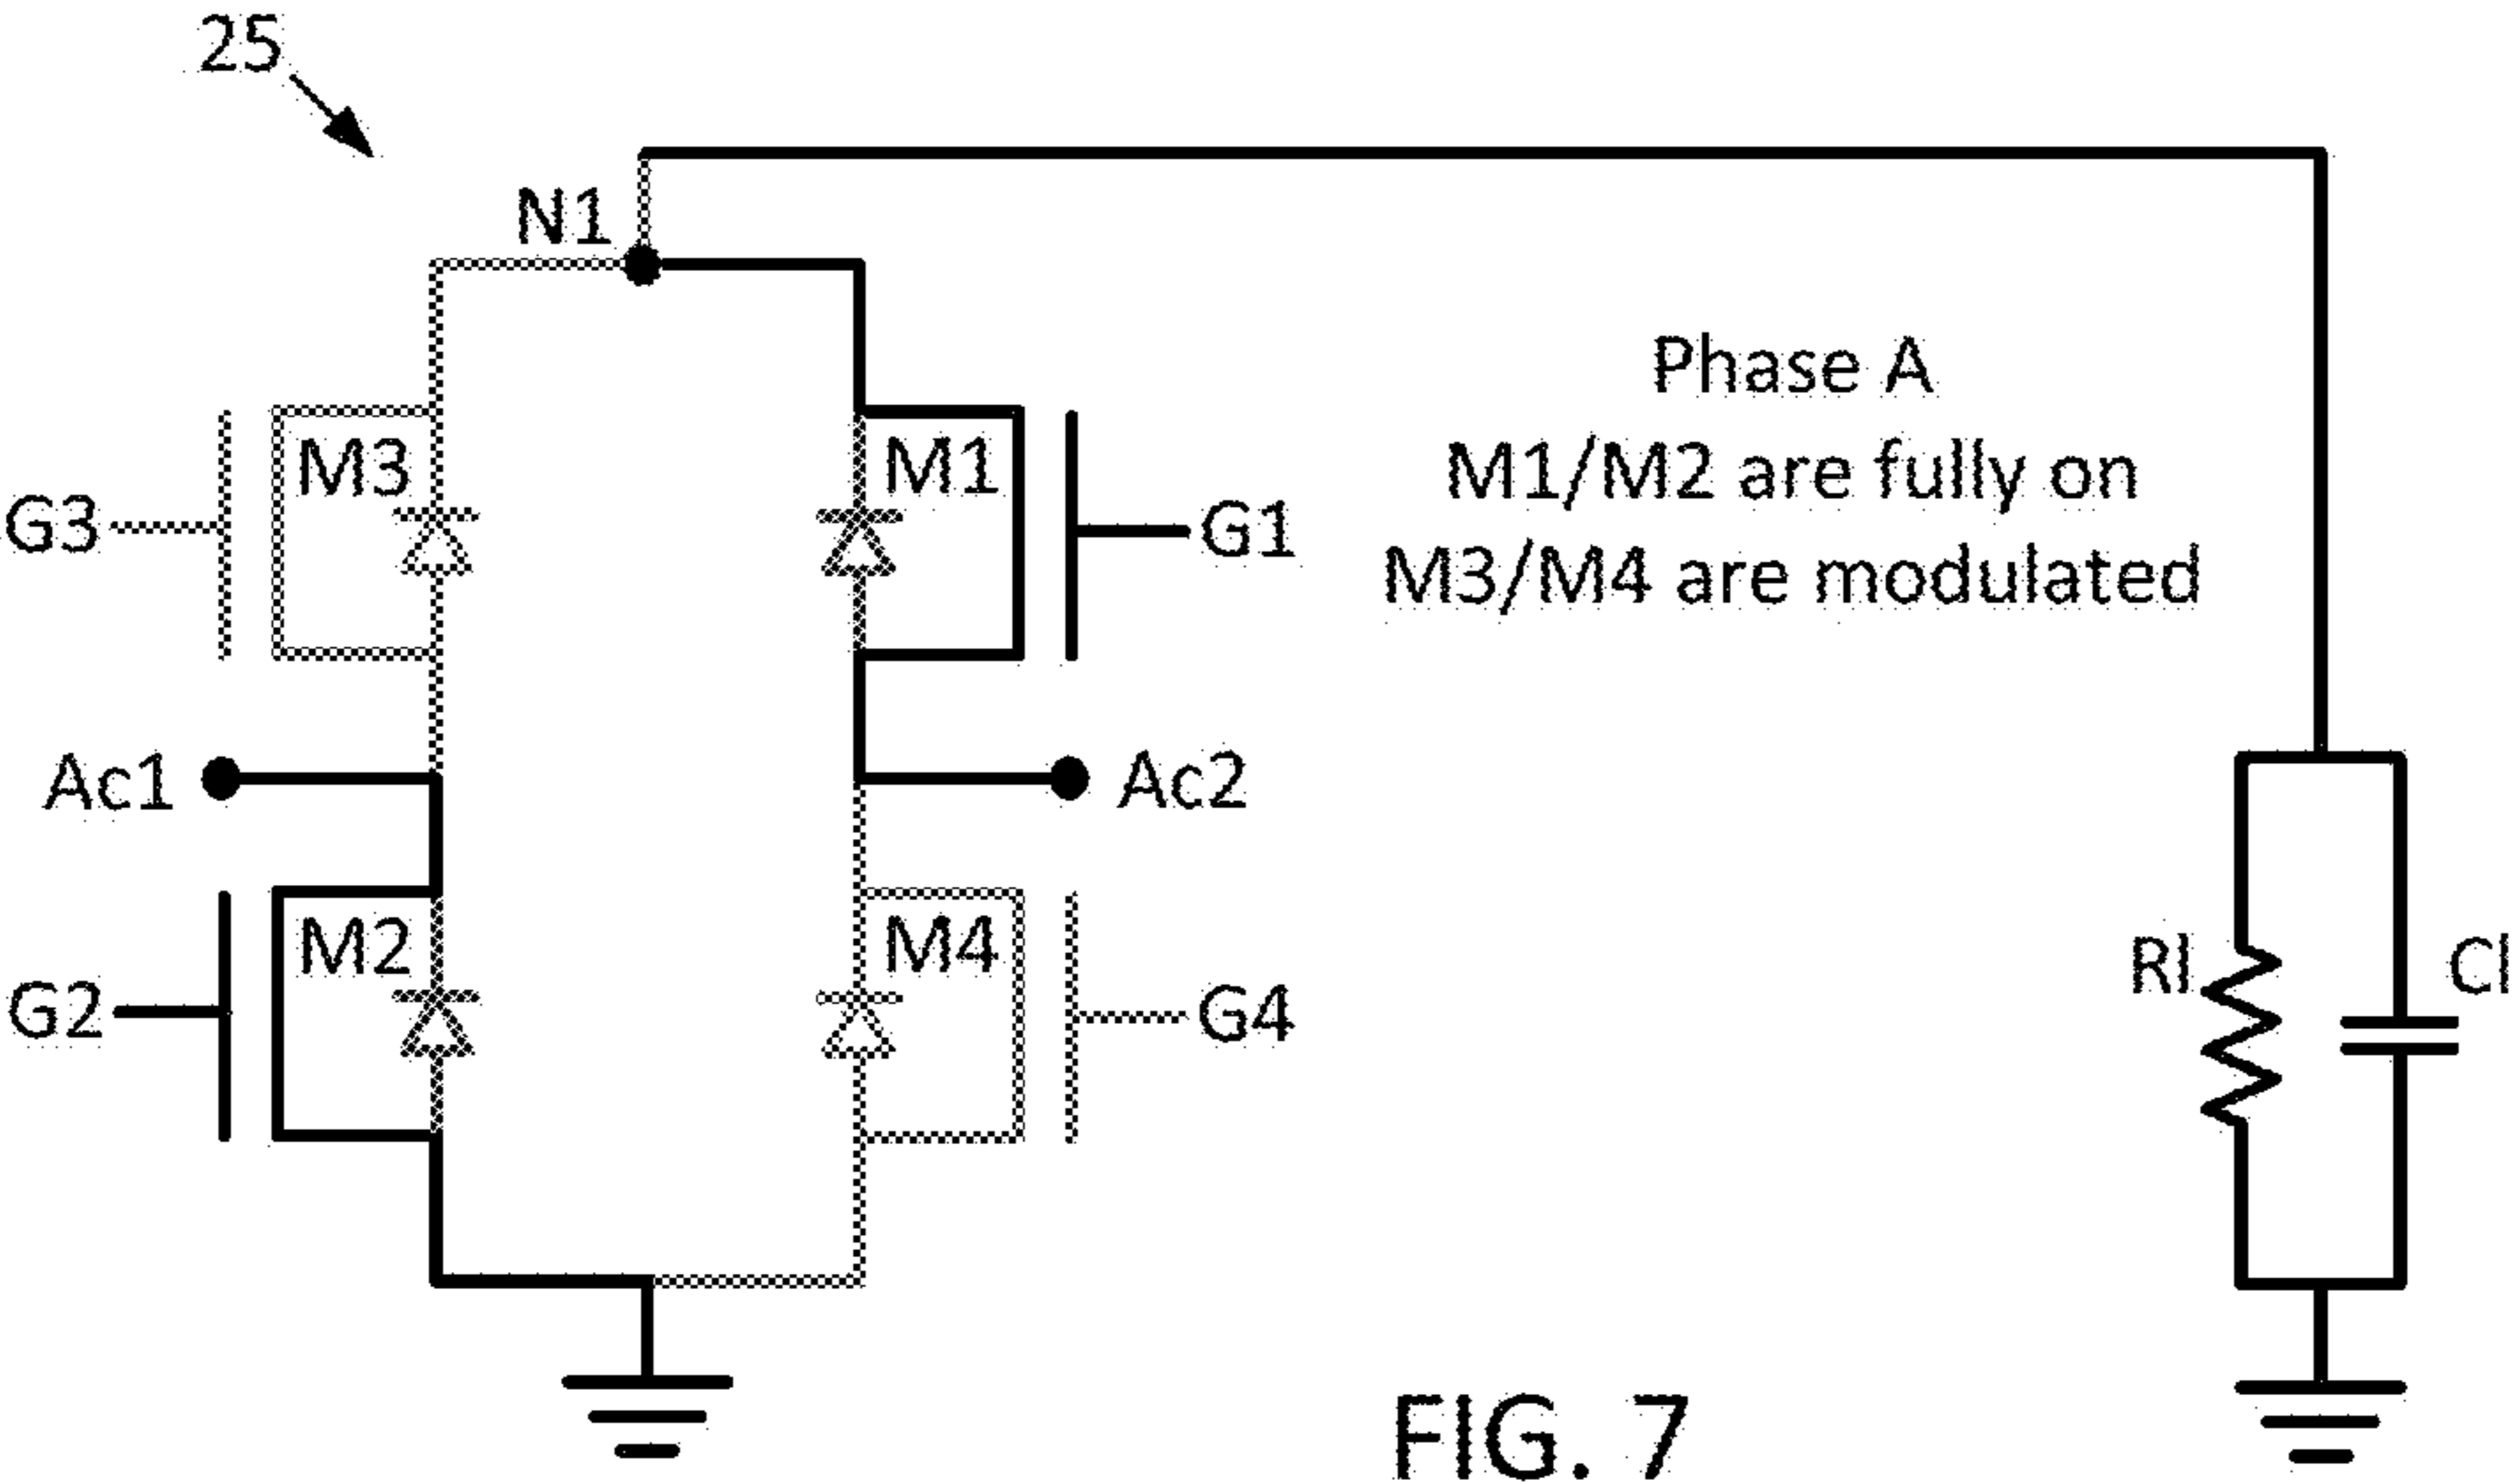 25
N1
Phase A
M1/M2 are fully on
M3/M4 are modulated
M3
M1
G3
G1
Ac1
Ac2
M2
M4
G2
G4
Rl
Cl
FIG. 7